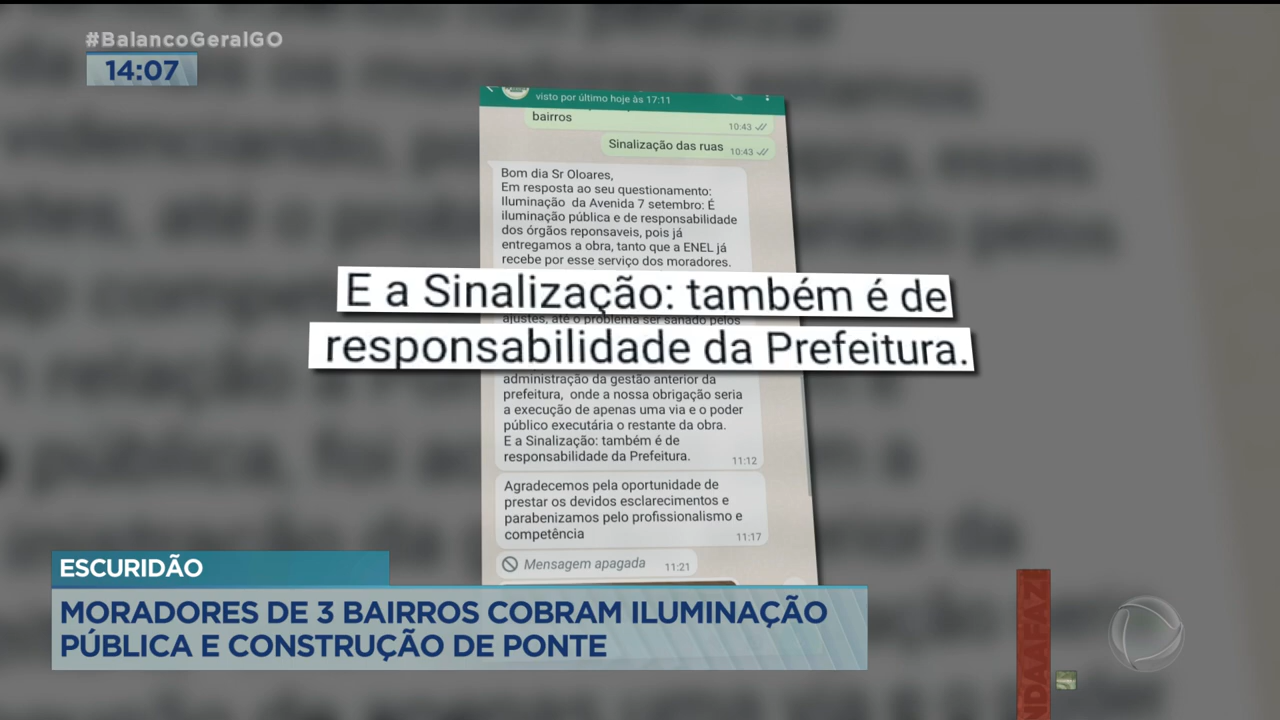 #BalancoGeralGO
14:07
visto por último hoje às 17:11
bairros
10:43
Sinalização das ruas
10:43
Bom dia Sr Oloares,
Em resposta ao seu questionamento:
Iluminação da Avenida 7 setembro: É
iluminação pública e de responsabilidade
dos órgãos reponsaveis, pois já
entregamos a obra, tanto que a ENEL já
recebe por esse serviço dos moradores.
E a Sinalização: também é de
ajustes, até o problema ser sanado pelos
responsabilidade da Prefeitura.
administração da gestão anterior da
prefeitura, onde a nossa obrigação seria
a execução de apenas uma via e o poder
público executária o restante da obra.
E a Sinalização: também é de
responsabilidade da Prefeitura.
11:12
Agradecemos pela oportunidade de
prestar os devidos esclarecimentos e
parabenizamos pelo profissionalismo e
competência
11:17
Mensagem apagada
11:21
ESCURIDÃO
MORADORES DE 3 BAIRROS COBRAM ILUMINAÇÃO
PÚBLICA E CONSTRUÇÃO DE PONTE